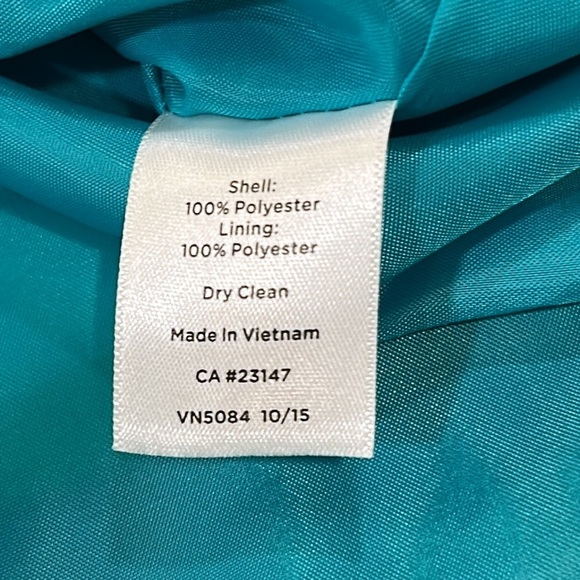 Shell:
100% Polyester
Lining:
100% Polyester
Dry Clean
Made In Vietnam
CA #23147
VN5084 10/15